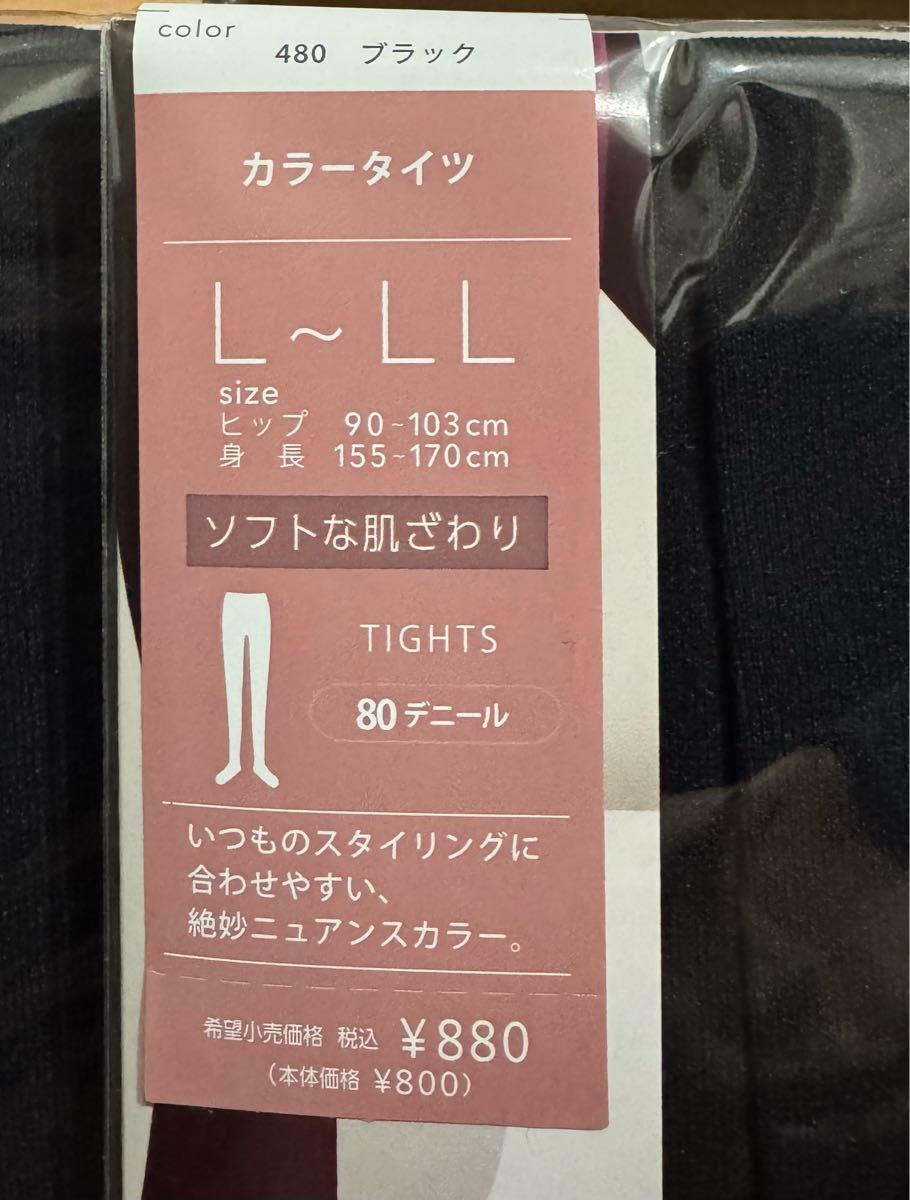 color
480 ブラック
カラータイツ
L～LL
size
ヒップ 90~103cm
身長 155~170cm
ソフトな肌ざわり
TIGHTS
80デニール
いつものスタイリングに
合わせやすい、
絶妙ニュアンスカラー。
希望小売価格 税込 ¥880
(本体価格 ¥800)